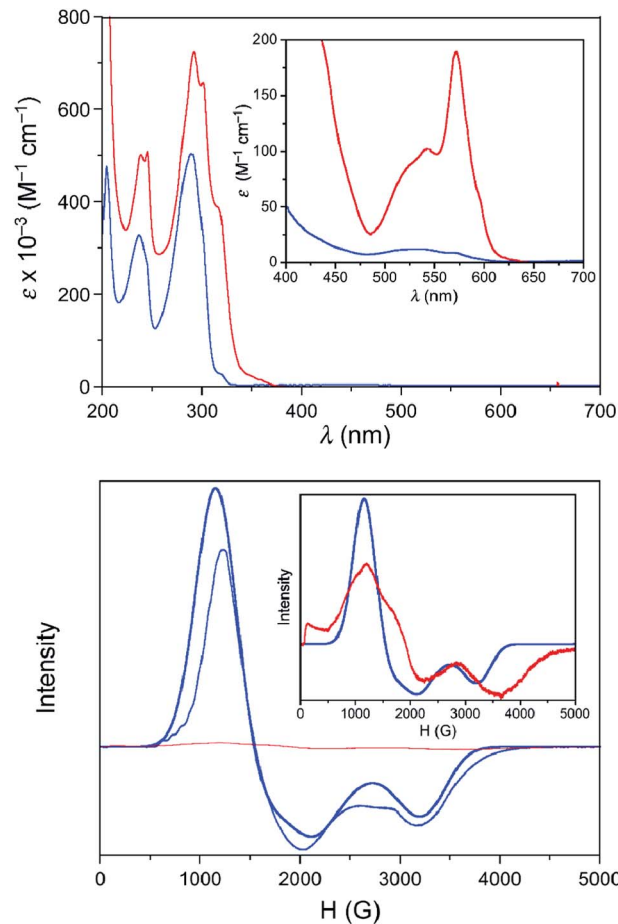 800
600
400
200
0
ε x 10⁻³ (M⁻¹ cm⁻¹)
200 300 400 500 600 700
λ (nm)
200
150
100
50
0
ε (M⁻¹ cm⁻¹)
400 450 500 550 600 650 700
λ (nm)
Intensity
0 1000 2000 3000 4000 5000
H (G)
Intensity
0 1000 2000 3000 4000 5000
H (G)